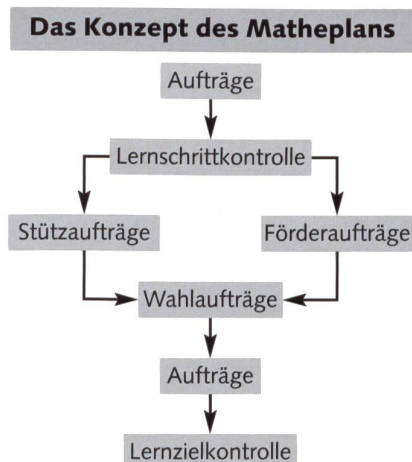 Das Konzept des Matheplans
Aufträge
Lernschrittkontrolle
Stützaufträge Förderaufträge
Wahlaufträge
Aufträge
Lernzielkontrolle